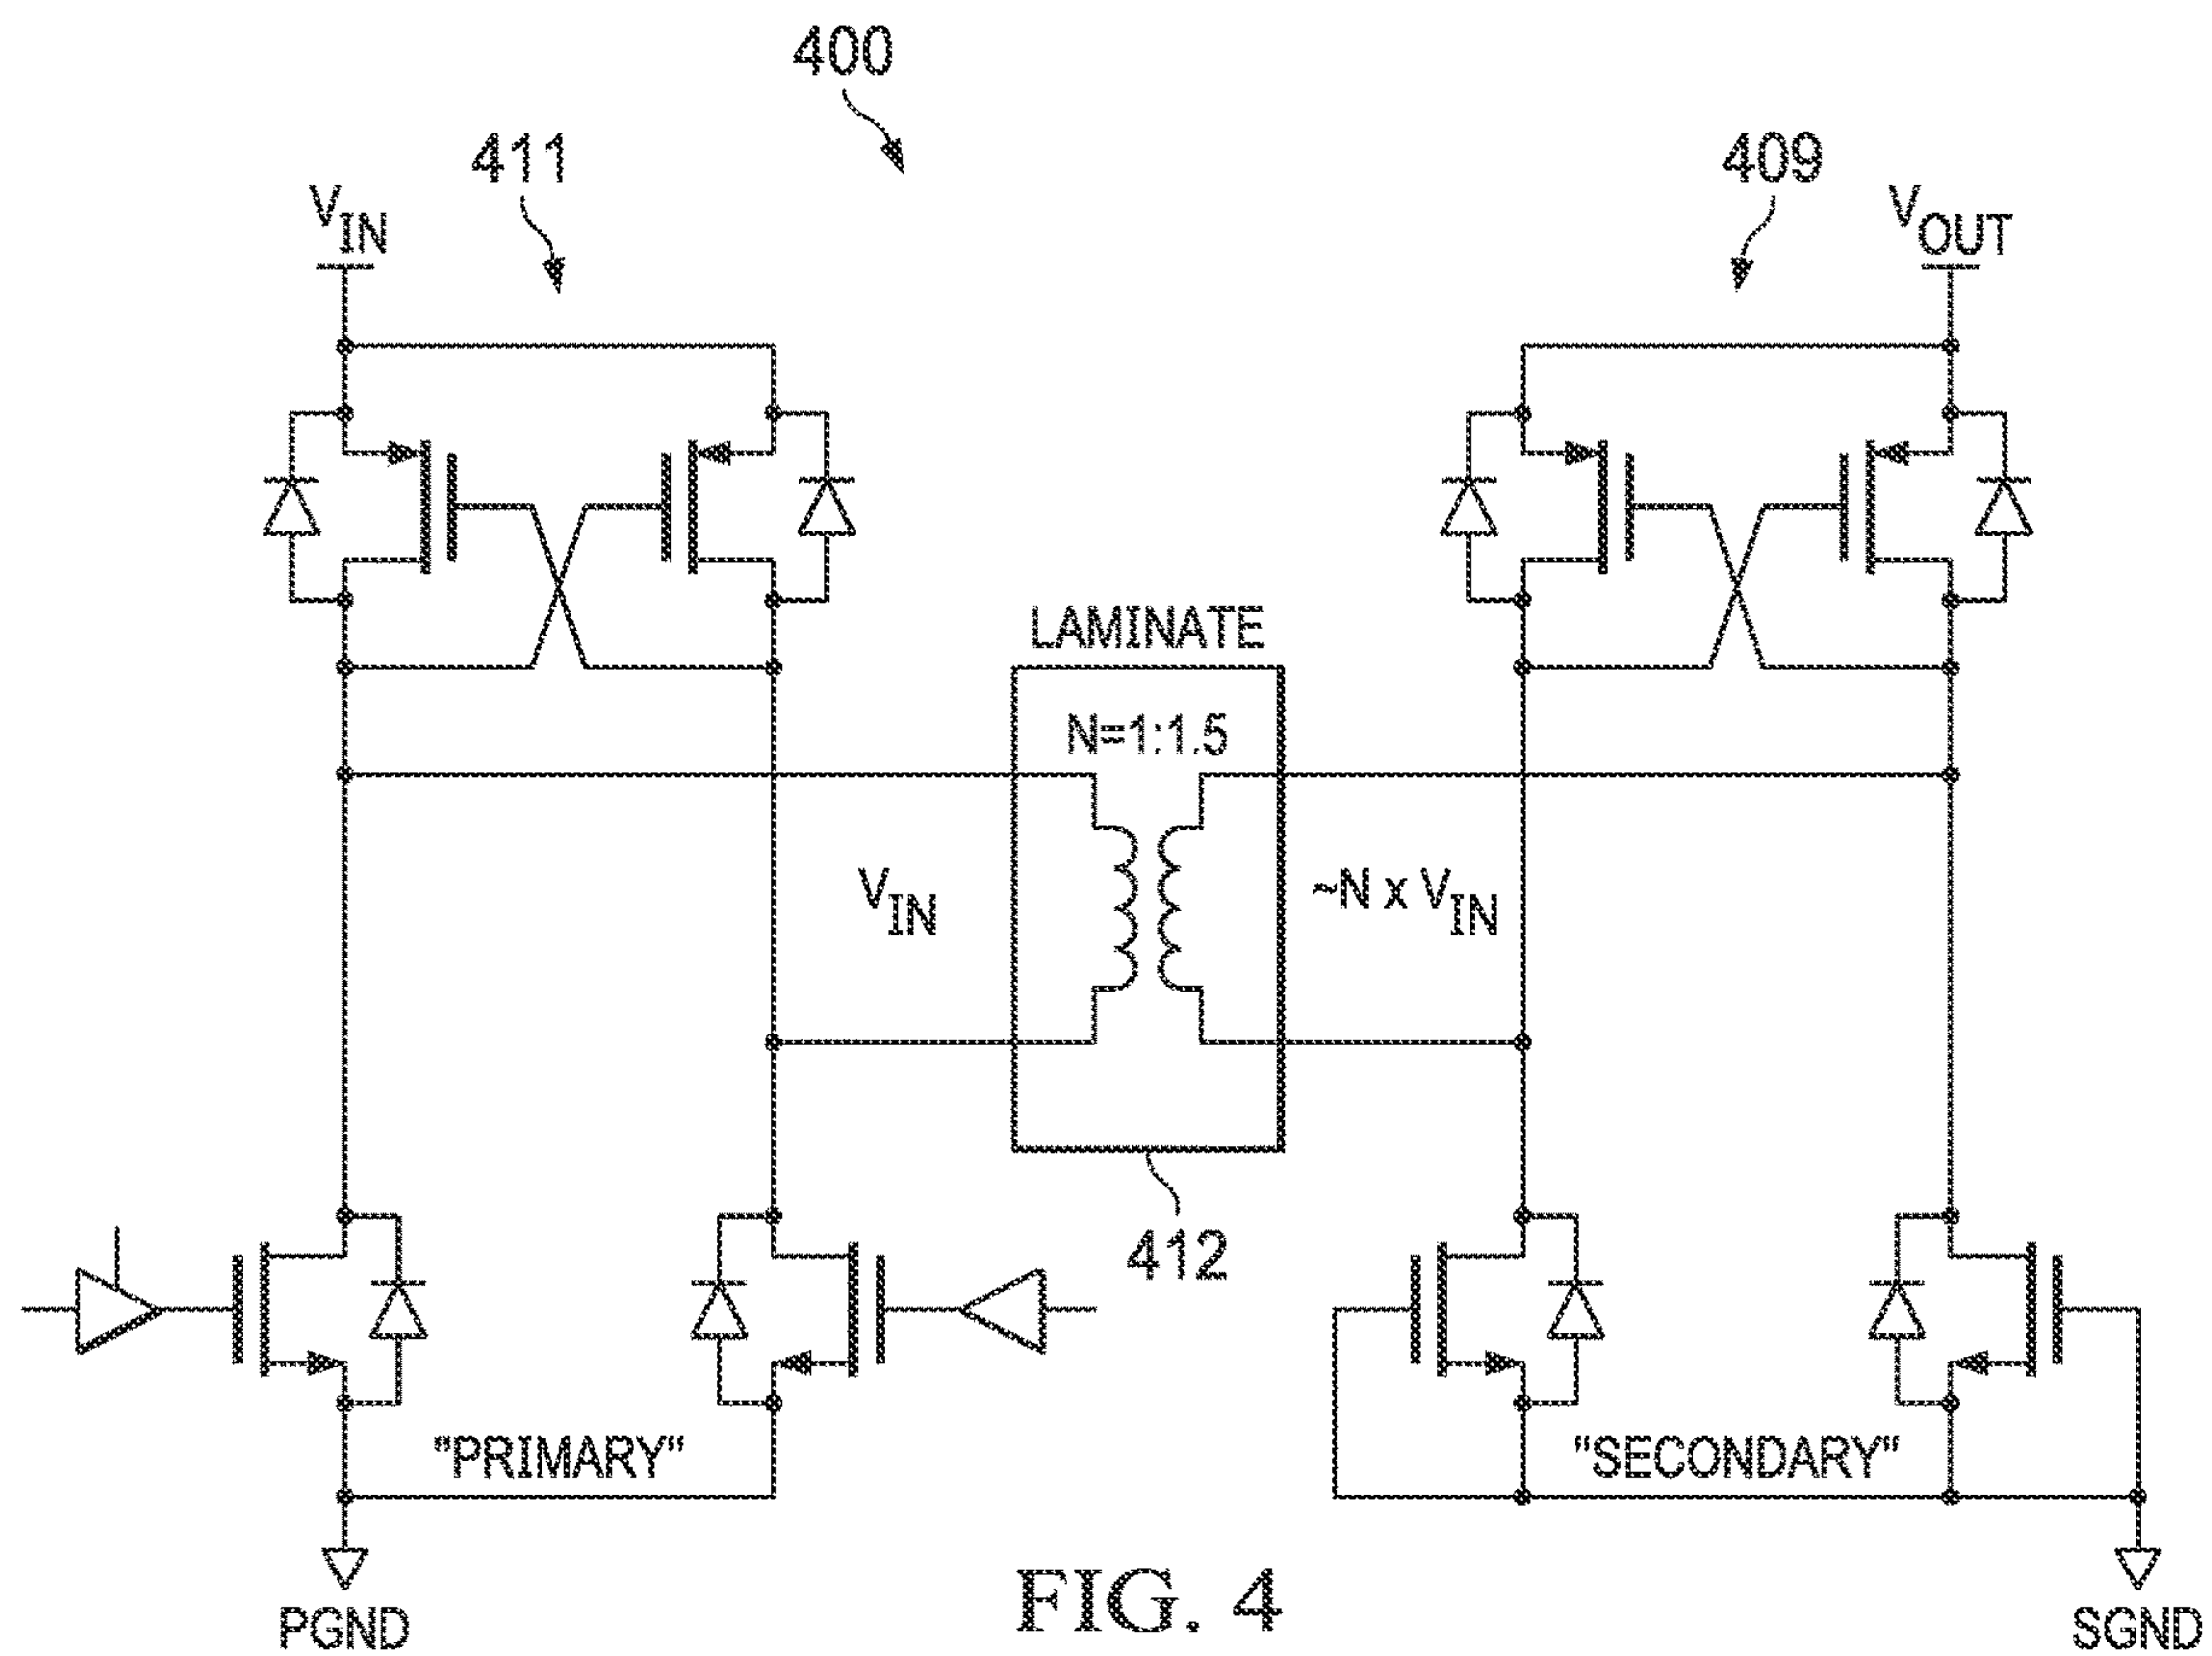 400
411
409
VIN
VOUT
LAMINATE
N=1:1.5
VIN
~N x VIN
412
"PRIMARY"
"SECONDARY"
PGND
FIG. 4
SGND